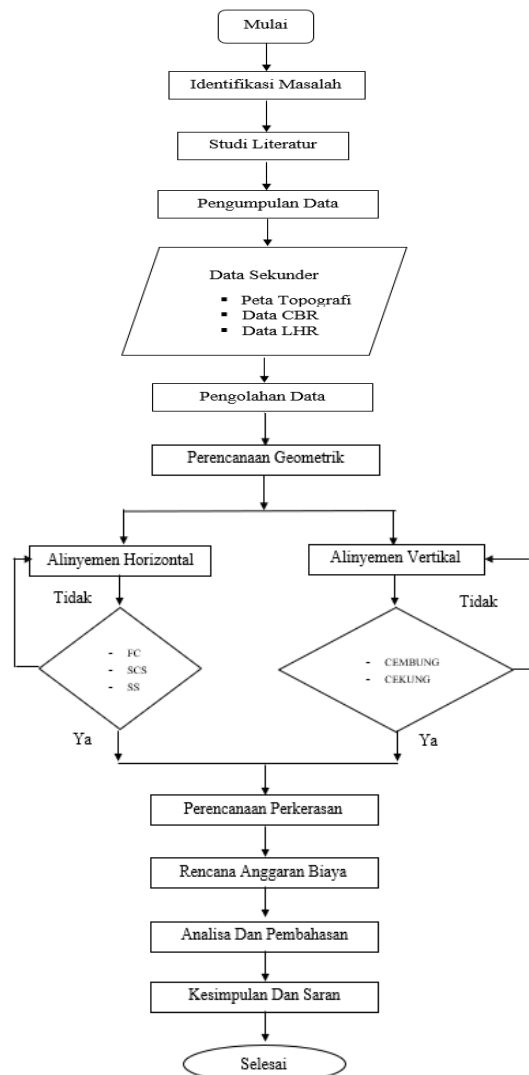 Mulai
Identifikasi Masalah
Studi Literatur
Pengumpulan Data
Data Sekunder
▪ Peta Topografi
▪ Data CBR
▪ Data LHR
Pengolahan Data
Perencanaan Geometrik
Alinyemen Horizontal
Alinyemen Vertikal
Tidak
Tidak
- FC
- SCS
- SS
- CEMBUNG
- CEKUNG
Ya
Ya
Perencanaan Perkerasan
Rencana Anggaran Biaya
Analisa Dan Pembahasan
Kesimpulan Dan Saran
Selesai